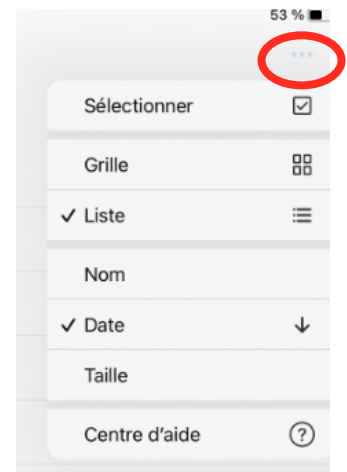 53 %
Sélectionner
Grille
✓ Liste
Nom
✓ Date
Taille
Centre d'aide